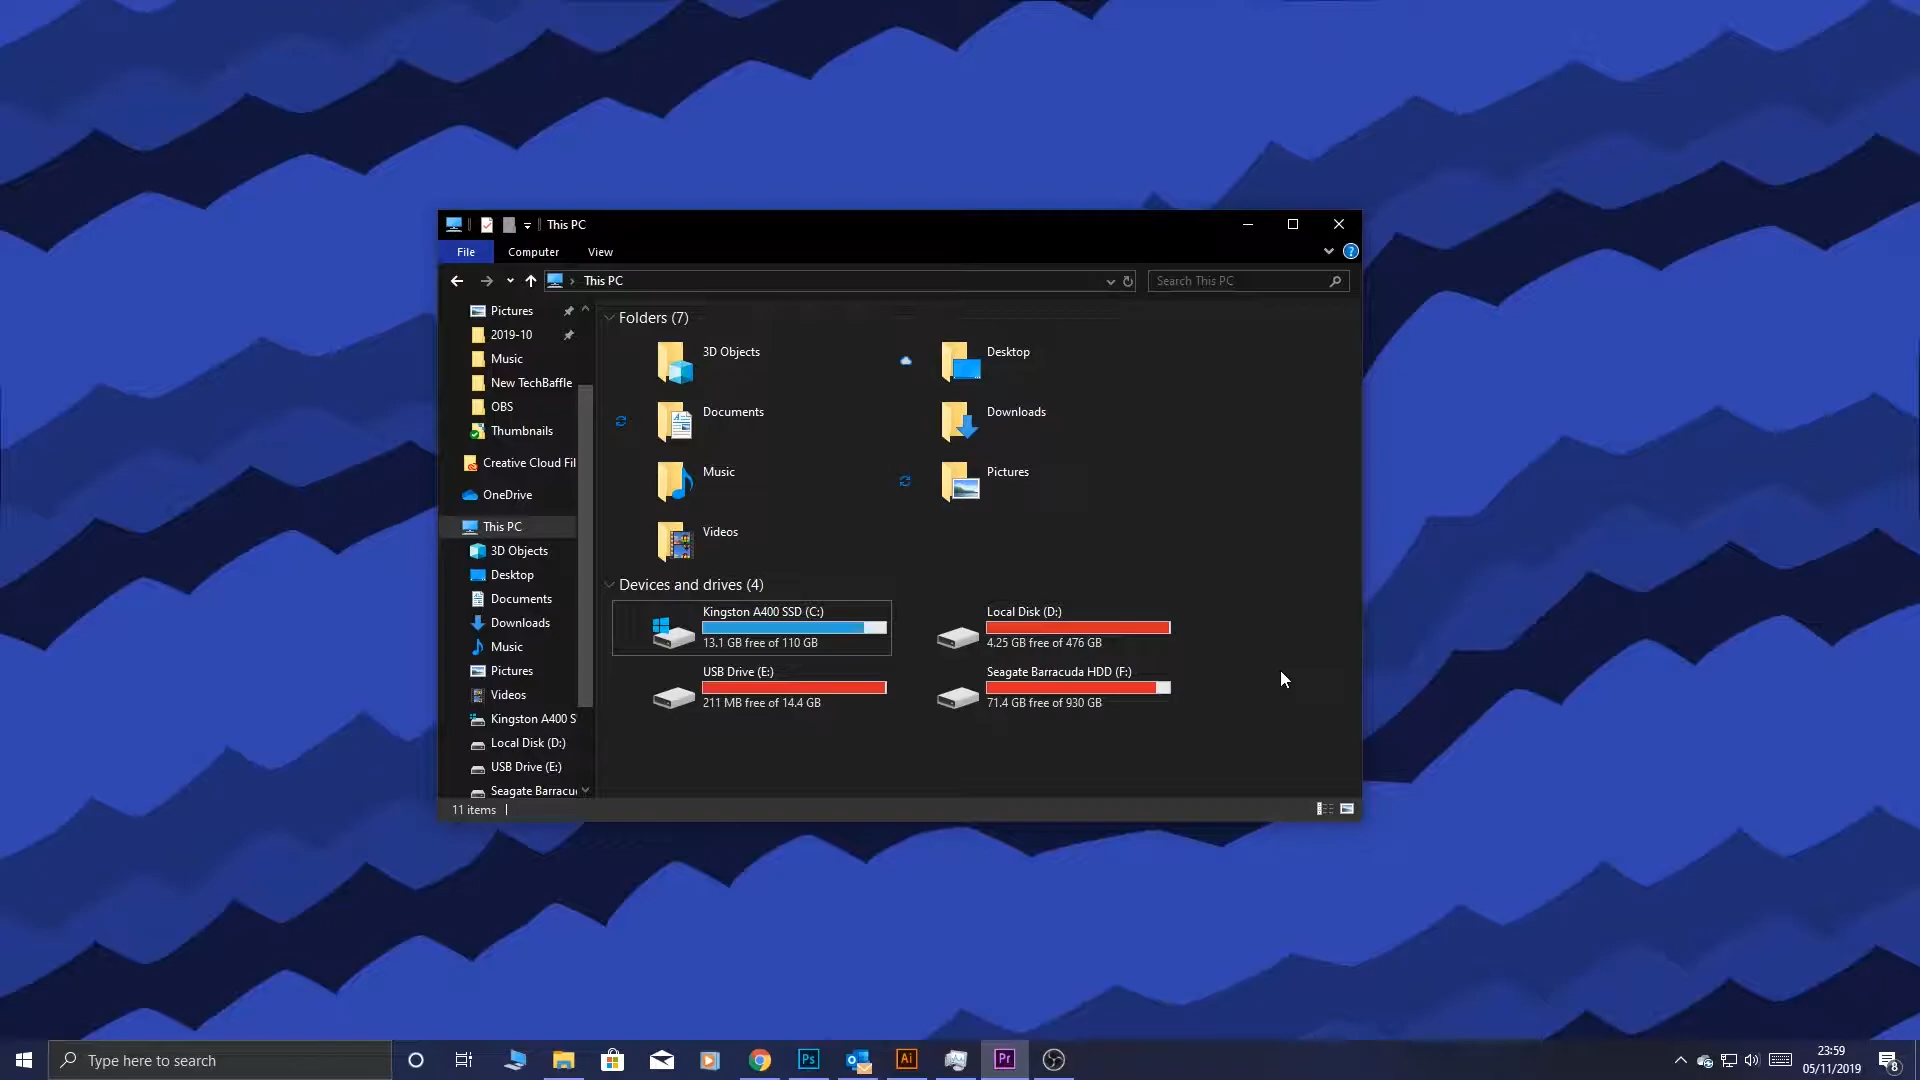 This PC
File Computer View
This PC
Search This PC
Pictures
2019-10
Music
New TechBaffle
OBS
Thumbnails
Creative Cloud Fil
OneDrive
This PC
3D Objects
Desktop
Documents
Downloads
Music
Pictures
Videos
Kingston A400 S
Local Disk (D:)
USB Drive (E:)
Seagate Barracu
Folders (7)
3D Objects
Desktop
Documents
Downloads
Music
Pictures
Videos
Devices and drives (4)
Kingston A400 SSD (C:)
13.1 GB free of 110 GB
Local Disk (D:)
4.25 GB free of 476 GB
USB Drive (E:)
211 MB free of 14.4 GB
Seagate Barracuda HDD (F:)
71.4 GB free of 930 GB
11 items
Type here to search
Ps
Ai
Pr
23:59
05/11/2019
8